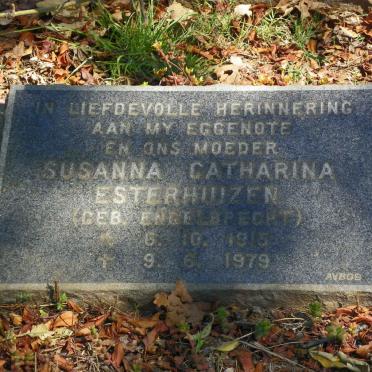 IN LIEFDEVOLLE HERINNERING
AAN MY EGGENOTE
EN ONS MOEDER
SUSANNA CATHARINA
ESTERHUIZEN
(GEB. ENGELBRECHT)
* 6. 10. 1915
✝ 9. 6. 1979
AVBOB